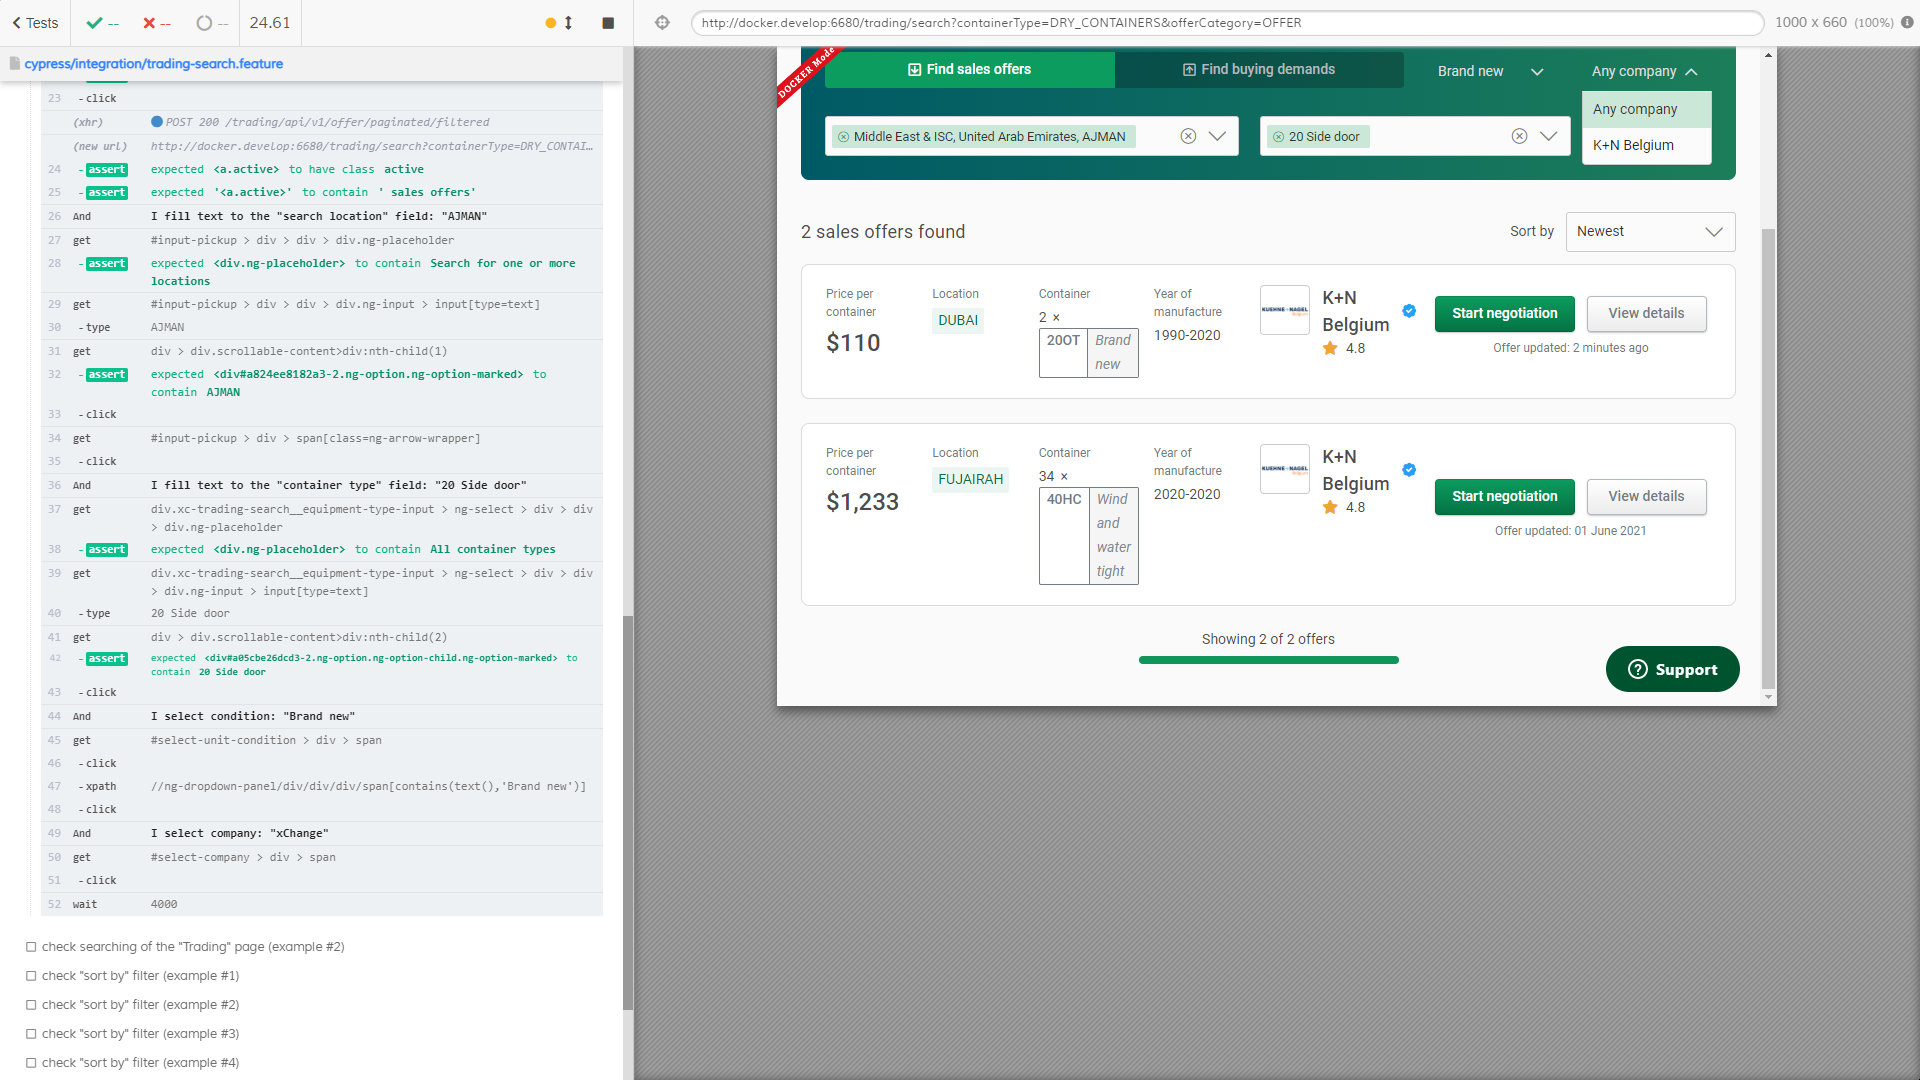 Tests
--
--
--
24.61
http://docker.develop:6680/trading/search?containerType=DRY_CONTAINERS&offerCategory=OFFER
1000 x 660 (100%)
cypress/integration/trading-search.feature
23 -click
(xhr) POST 200 /trading/api/v1/offer/paginated/filtered
(new url) http://docker.develop:6680/trading/search?containerType=DRY_CONTAI…
24 -assert expected <a.active> to have class active
25 -assert expected '<a.active>' to contain ' sales offers'
26 And I fill text to the "search location" field: "AJMAN"
27 get #input-pickup > div > div > div.ng-placeholder
28 -assert expected <div.ng-placeholder> to contain Search for one or more
locations
29 get #input-pickup > div > div > div.ng-input > input[type=text]
30 -type AJMAN
31 get div > div.scrollable-content>div:nth-child(1)
32 -assert expected <div#a824ee8182a3-2.ng-option.ng-option-marked> to
contain AJMAN
33 -click
34 get #input-pickup > div > span[class=ng-arrow-wrapper]
35 -click
36 And I fill text to the "container type" field: "20 Side door"
37 get div.xc-trading-search__equipment-type-input > ng-select > div > div
> div.ng-placeholder
38 -assert expected <div.ng-placeholder> to contain All container types
39 get div.xc-trading-search__equipment-type-input > ng-select > div > div
> div.ng-input > input[type=text]
40 -type 20 Side door
41 get div > div.scrollable-content>div:nth-child(2)
42 -assert expected <div#a05cbe26dcd3-2.ng-option.ng-option-child.ng-option-marked> to
contain 20 Side door
43 -click
44 And I select condition: "Brand new"
45 get #select-unit-condition > div > span
46 -click
47 -xpath //ng-dropdown-panel/div/div/div/span[contains(text(),'Brand new')]
48 -click
49 And I select company: "xChange"
50 get #select-company > div > span
51 -click
52 wait 4000
check searching of the "Trading" page (example #2)
check "sort by" filter (example #1)
check "sort by" filter (example #2)
check "sort by" filter (example #3)
check "sort by" filter (example #4)
DOCKER Mode
Find sales offers
Find buying demands
Brand new
Any company
Any company
K+N Belgium
Middle East & ISC, United Arab Emirates, AJMAN
20 Side door
2 sales offers found
Sort by
Newest
Price per
container
$110
Location
DUBAI
Container
2 ×
20OT
Brand
new
Year of
manufacture
1990-2020
KUEHNE+NAGEL
K+N
Belgium
4.8
Start negotiation
View details
Offer updated: 2 minutes ago
Price per
container
$1,233
Location
FUJAIRAH
Container
34 ×
40HC
Wind
and
water
tight
Year of
manufacture
2020-2020
KUEHNE+NAGEL
K+N
Belgium
4.8
Start negotiation
View details
Offer updated: 01 June 2021
Showing 2 of 2 offers
Support